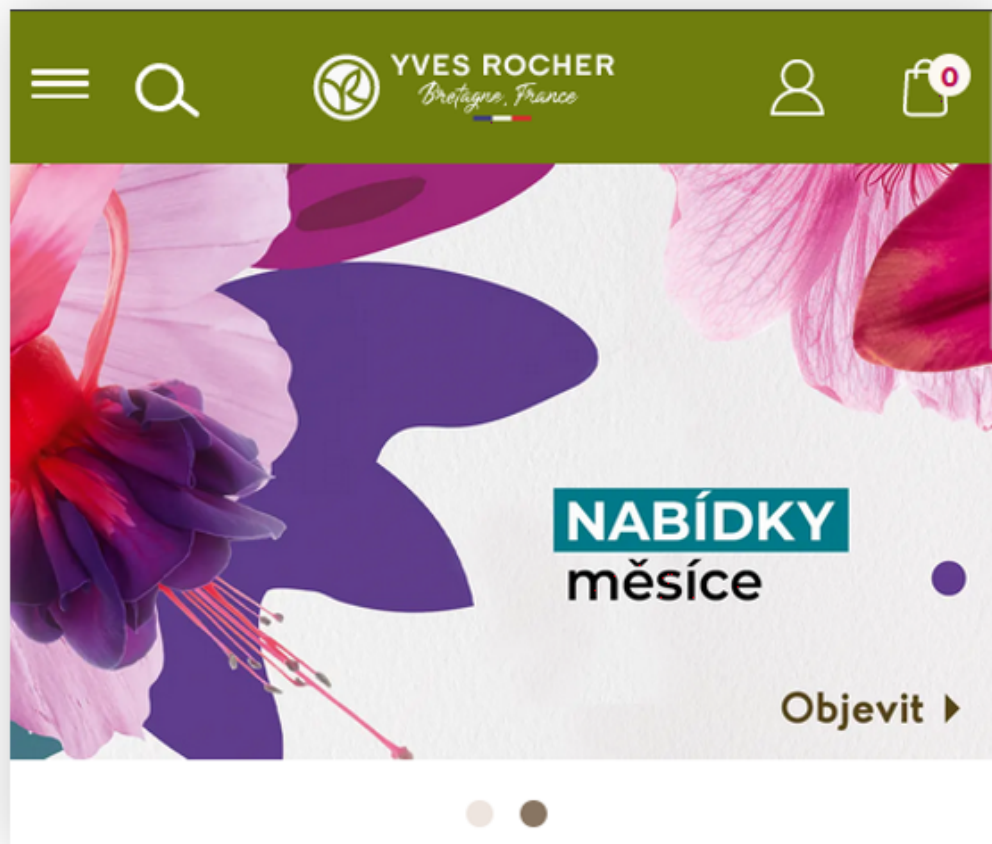 YVES ROCHER
Bretagne, France
0
NABÍDKY
měsíce
Objevit